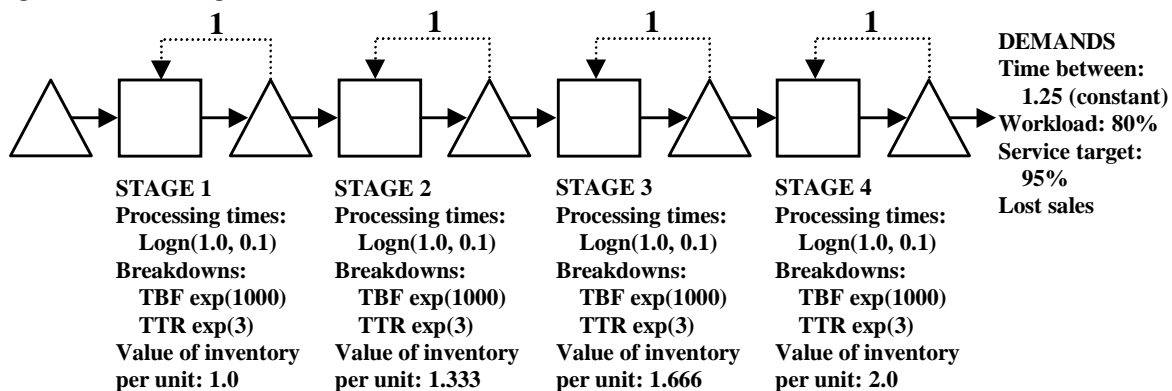 1
1
1
1
DEMANDS
Time between:
1.25 (constant)
Workload: 80%
Service target:
95%
Lost sales
STAGE 1
Processing times:
Logn(1.0, 0.1)
Breakdowns:
TBF exp(1000)
TTR exp(3)
Value of inventory
per unit: 1.0
STAGE 2
Processing times:
Logn(1.0, 0.1)
Breakdowns:
TBF exp(1000)
TTR exp(3)
Value of inventory
per unit: 1.333
STAGE 3
Processing times:
Logn(1.0, 0.1)
Breakdowns:
TBF exp(1000)
TTR exp(3)
Value of inventory
per unit: 1.666
STAGE 4
Processing times:
Logn(1.0, 0.1)
Breakdowns:
TBF exp(1000)
TTR exp(3)
Value of inventory
per unit: 2.0